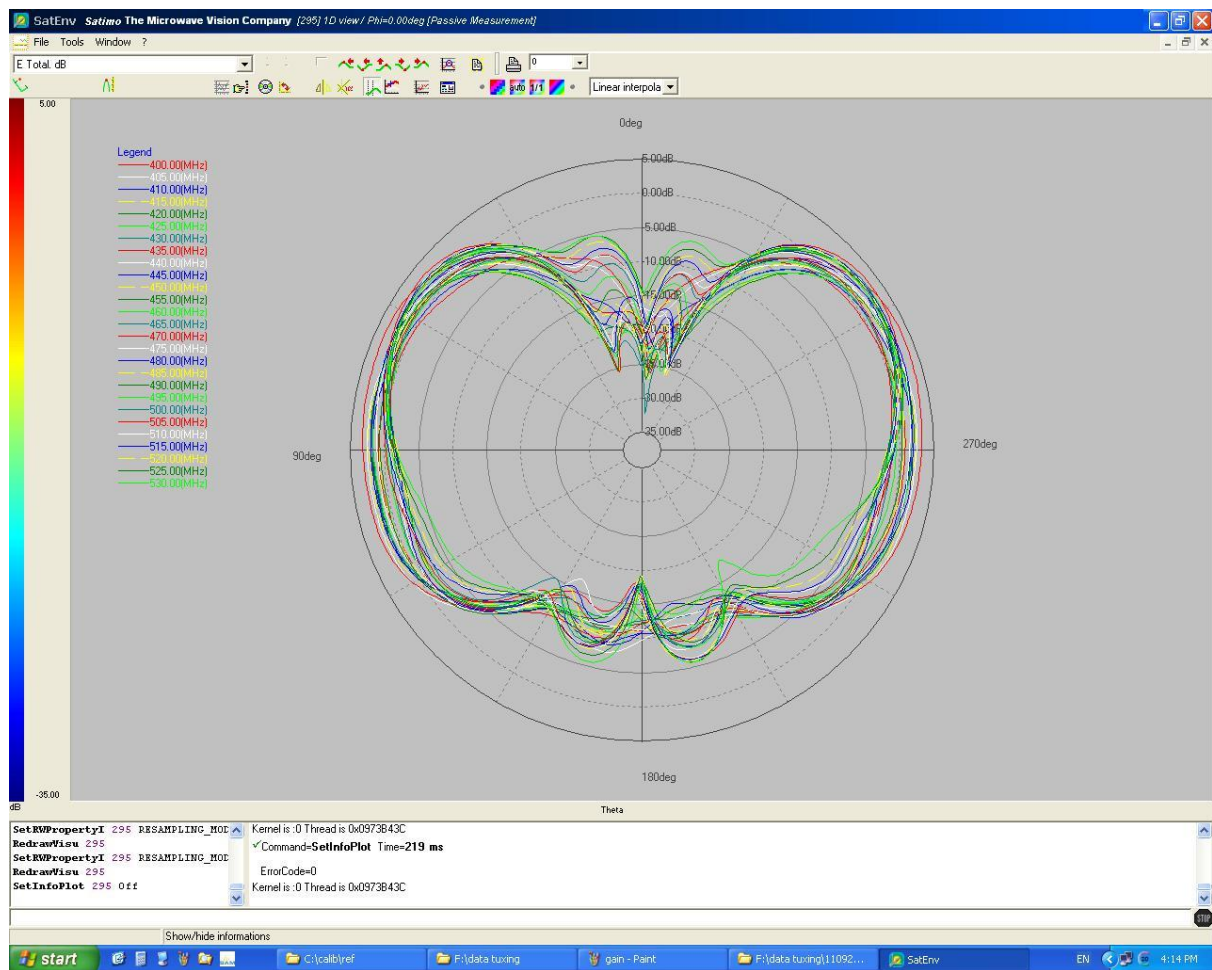 SatEnv Satimo The Microwave Vision Company [295] 1D view / Phi=0.00deg [Passive Measurement]
File Tools Window ?
E Total. dB
0
auto 1/1
Linear interpola
5.00
0deg
Legend
400.00(MHz)
405.00(MHz)
410.00(MHz)
415.00(MHz)
420.00(MHz)
425.00(MHz)
430.00(MHz)
435.00(MHz)
440.00(MHz)
445.00(MHz)
450.00(MHz)
455.00(MHz)
460.00(MHz)
465.00(MHz)
470.00(MHz)
475.00(MHz)
480.00(MHz)
485.00(MHz)
490.00(MHz)
495.00(MHz)
500.00(MHz)
505.00(MHz)
510.00(MHz)
515.00(MHz)
520.00(MHz)
525.00(MHz)
530.00(MHz)
5.00dB
0.00dB
-5.00dB
-10.00dB
-15.00dB
-30.00dB
-35.00dB
90deg
270deg
180deg
-35.00
dB
Theta
SetRWPropertyI 295 RESAMPLING_MOD
RedrawVisu 295
SetRWPropertyI 295 RESAMPLING_MOD
RedrawVisu 295
SetInfoPlot 295 Off
Kernel is :0 Thread is 0x0973B43C
Command=SetInfoPlot Time=219 ms
ErrorCode=0
Kernel is :0 Thread is 0x0973B43C
STOP
Show/hide informations
start
C:\calib\ref
F:\data tuxing
gain - Paint
F:\data tuxing\11092...
SatEnv
EN
4:14 PM